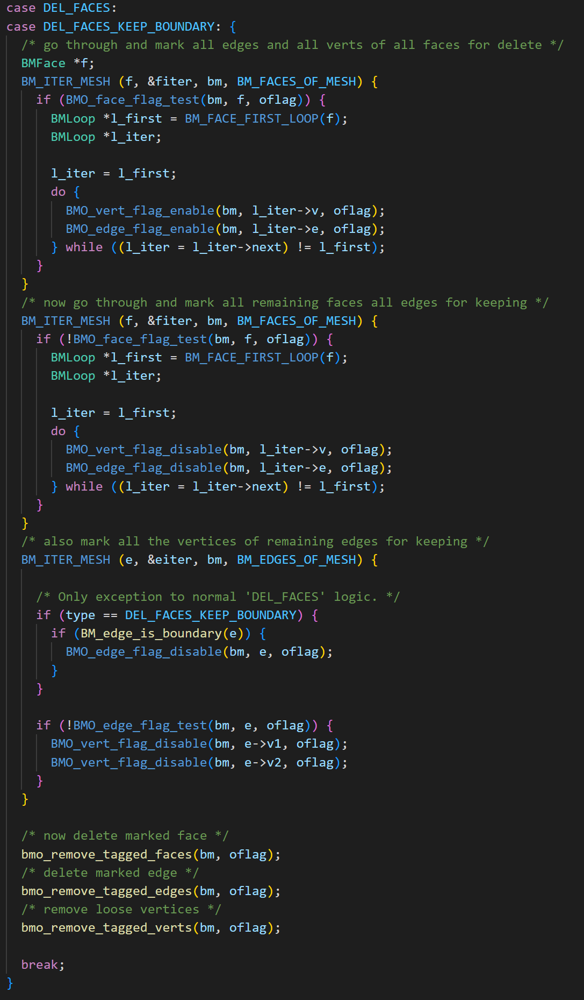 case DEL_FACES:
case DEL_FACES_KEEP_BOUNDARY: {
  /* go through and mark all edges and all verts of all faces for delete */
  BMFace *f;
  BM_ITER_MESH (f, &fiter, bm, BM_FACES_OF_MESH) {
    if (BMO_face_flag_test(bm, f, oflag)) {
      BMLoop *l_first = BM_FACE_FIRST_LOOP(f);
      BMLoop *l_iter;

      l_iter = l_first;
      do {
        BMO_vert_flag_enable(bm, l_iter->v, oflag);
        BMO_edge_flag_enable(bm, l_iter->e, oflag);
      } while ((l_iter = l_iter->next) != l_first);
    }
  }
  /* now go through and mark all remaining faces all edges for keeping */
  BM_ITER_MESH (f, &fiter, bm, BM_FACES_OF_MESH) {
    if (!BMO_face_flag_test(bm, f, oflag)) {
      BMLoop *l_first = BM_FACE_FIRST_LOOP(f);
      BMLoop *l_iter;

      l_iter = l_first;
      do {
        BMO_vert_flag_disable(bm, l_iter->v, oflag);
        BMO_edge_flag_disable(bm, l_iter->e, oflag);
      } while ((l_iter = l_iter->next) != l_first);
    }
  }
  /* also mark all the vertices of remaining edges for keeping */
  BM_ITER_MESH (e, &eiter, bm, BM_EDGES_OF_MESH) {

    /* Only exception to normal 'DEL_FACES' logic. */
    if (type == DEL_FACES_KEEP_BOUNDARY) {
      if (BM_edge_is_boundary(e)) {
        BMO_edge_flag_disable(bm, e, oflag);
      }
    }

    if (!BMO_edge_flag_test(bm, e, oflag)) {
      BMO_vert_flag_disable(bm, e->v1, oflag);
      BMO_vert_flag_disable(bm, e->v2, oflag);
    }
  }

  /* now delete marked face */
  bmo_remove_tagged_faces(bm, oflag);
  /* delete marked edge */
  bmo_remove_tagged_edges(bm, oflag);
  /* remove loose vertices */
  bmo_remove_tagged_verts(bm, oflag);

  break;
}